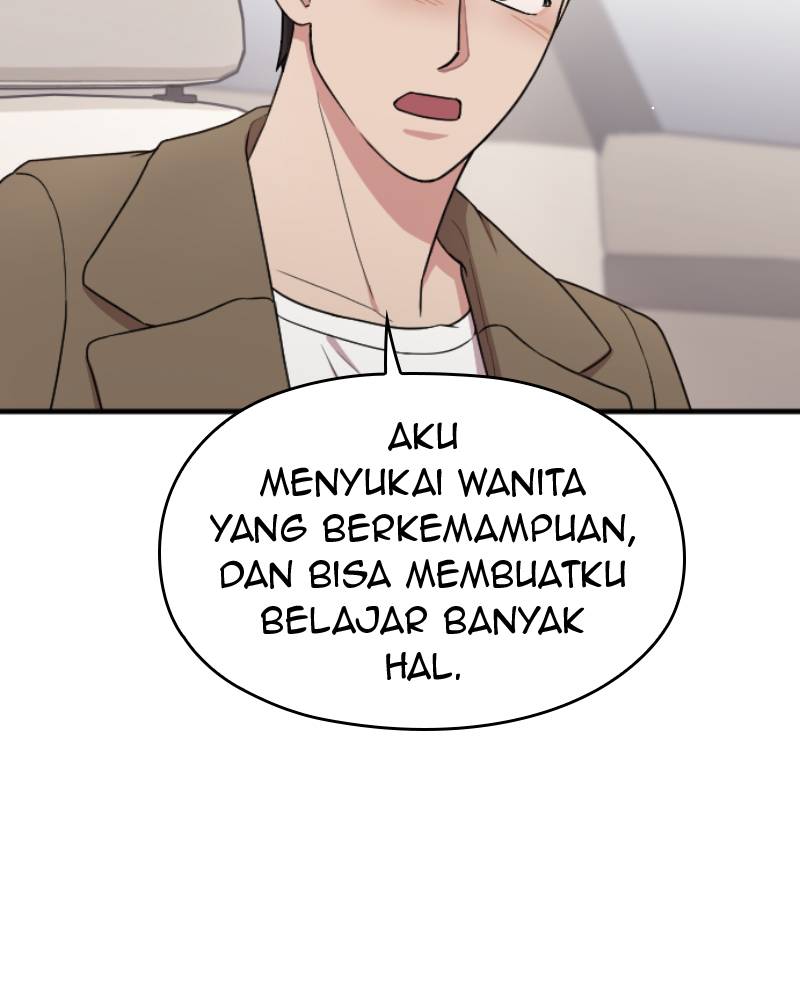 AKU
MENYUKAI WANITA
YANG BERKEMAMPUAN,
DAN BISA MEMBUATKU
BELAJAR BANYAK
HAL.